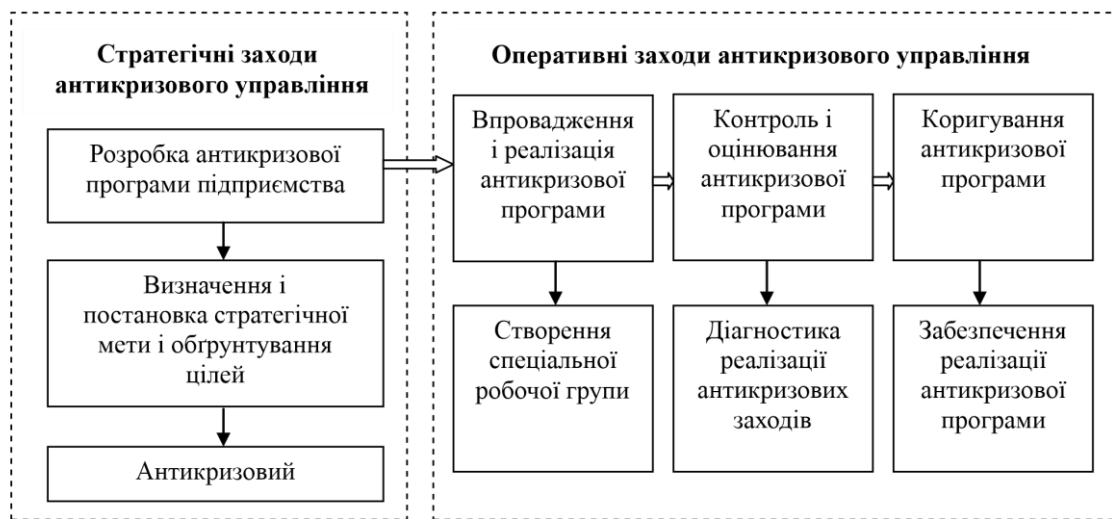 Стратегічні заходи
антикризового управління
Розробка антикризової
програми підприємства
Визначення і
постановка стратегічної
мети і обґрунтування
цілей
Антикризовий
Оперативні заходи антикризового управління
Впровадження
і реалізація
антикризової
програми
Контроль і
оцінювання
антикризової
програми
Коригування
антикризової
програми
Створення
спеціальної
робочої групи
Діагностика
реалізації
антикризових
заходів
Забезпечення
реалізації
антикризової
програми